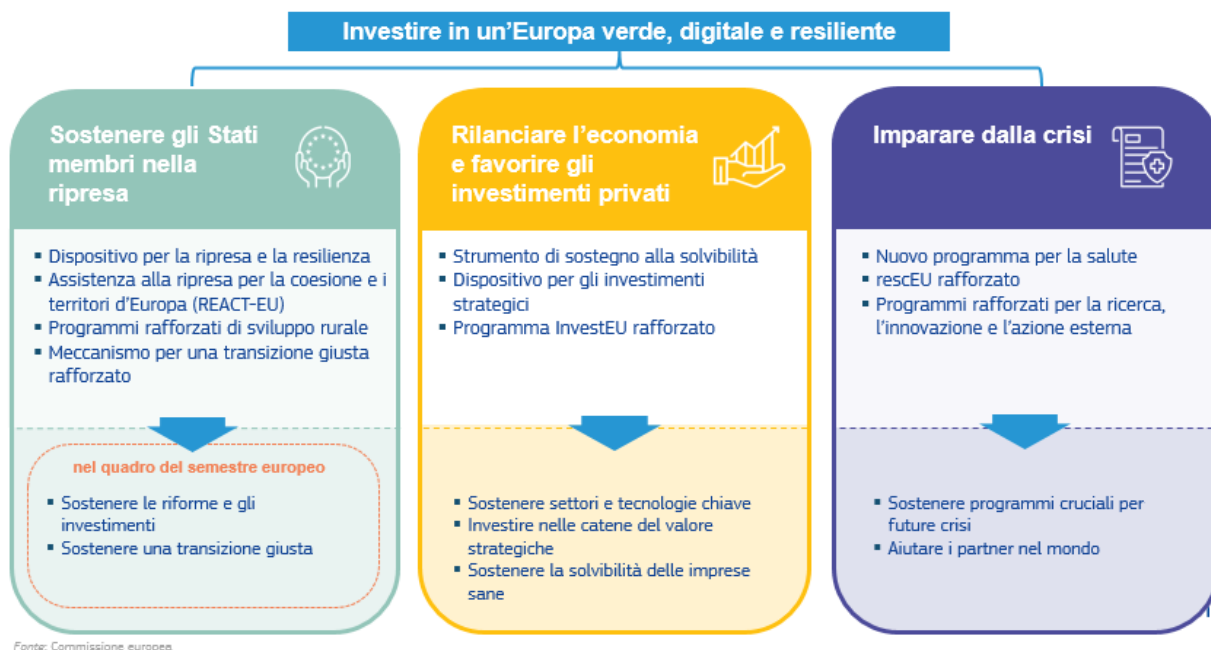 Investire in un'Europa verde, digitale e resiliente
Sostenere gli Stati
membri nella
ripresa
▪ Dispositivo per la ripresa e la resilienza
▪ Assistenza alla ripresa per la coesione e i
territori d'Europa (REACT-EU)
▪ Programmi rafforzati di sviluppo rurale
▪ Meccanismo per una transizione giusta
rafforzato
nel quadro del semestre europeo
▪ Sostenere le riforme e gli
investimenti
▪ Sostenere una transizione giusta
Rilanciare l'economia
e favorire gli
investimenti privati
▪ Strumento di sostegno alla solvibilità
▪ Dispositivo per gli investimenti
strategici
▪ Programma InvestEU rafforzato
▪ Sostenere settori e tecnologie chiave
▪ Investire nelle catene del valore
strategiche
▪ Sostenere la solvibilità delle imprese
sane
Imparare dalla crisi
▪ Nuovo programma per la salute
▪ rescEU rafforzato
▪ Programmi rafforzati per la ricerca,
l'innovazione e l'azione esterna
▪ Sostenere programmi cruciali per
future crisi
▪ Aiutare i partner nel mondo
Fonte: Commissione europea